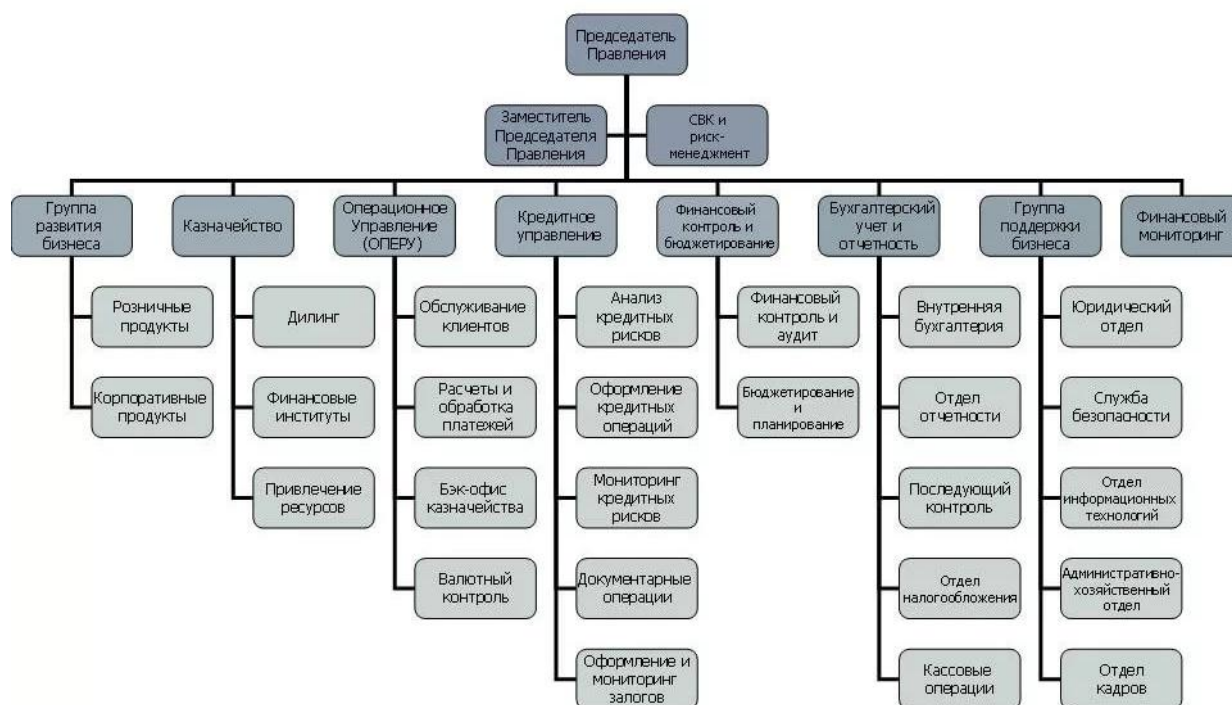 Председатель
Правления
Заместитель
Председателя
Правления
СВК и
риск-
менеджмент
Группа
развития
бизнеса
Казначейство
Операционное
Управление
(ОПЕРУ)
Кредитное
управление
Финансовый
контроль и
бюджетирование
Бухгалтерский
учет и
отчетность
Группа
поддержки
бизнеса
Финансовый
мониторинг
Розничные
продукты
Корпоративные
продукты
Дилинг
Финансовые
институты
Привлечение
ресурсов
Обслуживание
клиентов
Расчеты и
обработка
платежей
Бэк-офис
казначейства
Валютный
контроль
Анализ
кредитных
рисков
Оформление
кредитных
операций
Мониторинг
кредитных
рисков
Документарные
операции
Оформление и
мониторинг
залогов
Финансовый
контроль и
аудит
Бюджетирование
и
планирование
Внутренняя
бухгалтерия
Отдел
отчетности
Последующий
контроль
Отдел
налогообложения
Кассовые
операции
Юридический
отдел
Служба
безопасности
Отдел
информационных
технологий
Административно-
хозяйственный
отдел
Отдел
кадров